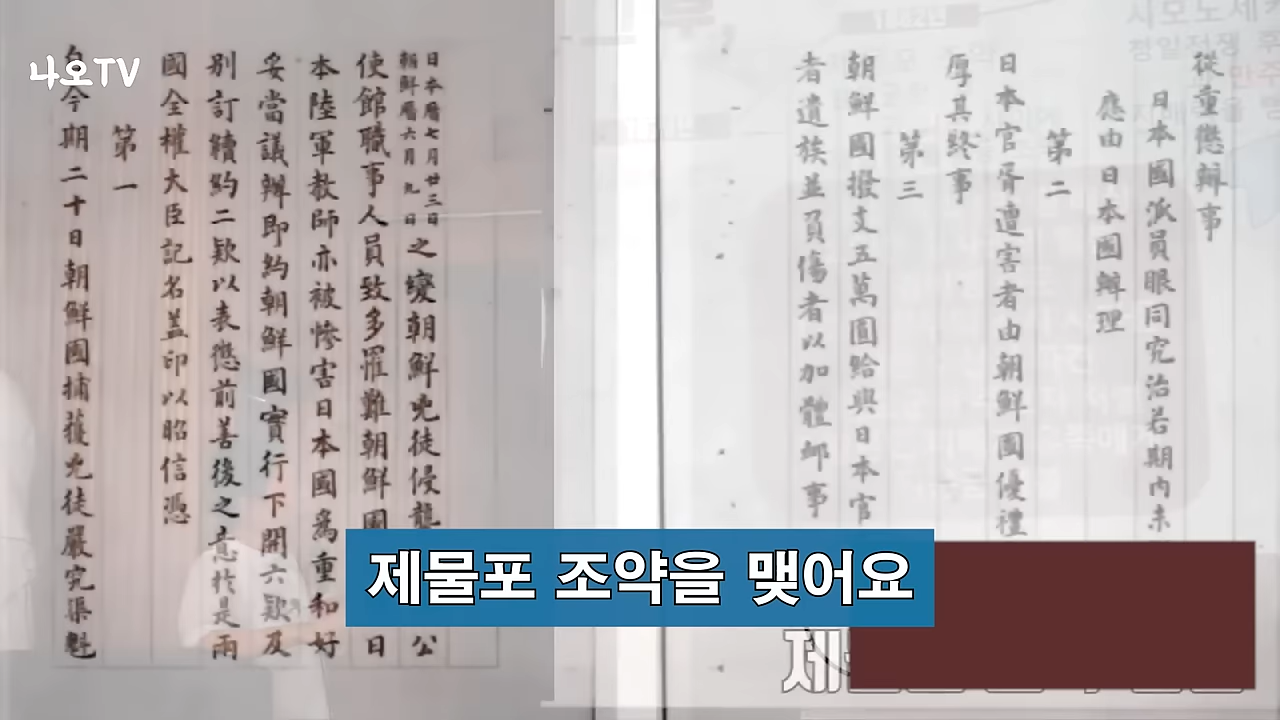 나오TV
日本曆七月廿三日
朝鮮曆六月九日
之變朝鮮兇徒侵襲 公
使館職事人員致多罹難朝鮮國 日
本陸軍教師亦被慘害日本國爲重和好
妥當議辦即約朝鮮國實行下開六欵及
別訂續約二欵以表懲前善後之意於是兩
國全權大臣記名蓋印以昭信憑
第一
今期二十日朝鮮國捕獲兇徒嚴究渠魁
從重懲辦事
日本國派員眼同究治若期內未
應由日本國辦理
第二
日本官胥遭害者由朝鮮國優禮
厚其終事
第三
朝鮮國撥支五萬圓給與日本官
者遺族並負傷者以加體卹事
제물포 조약을 맺어요
제